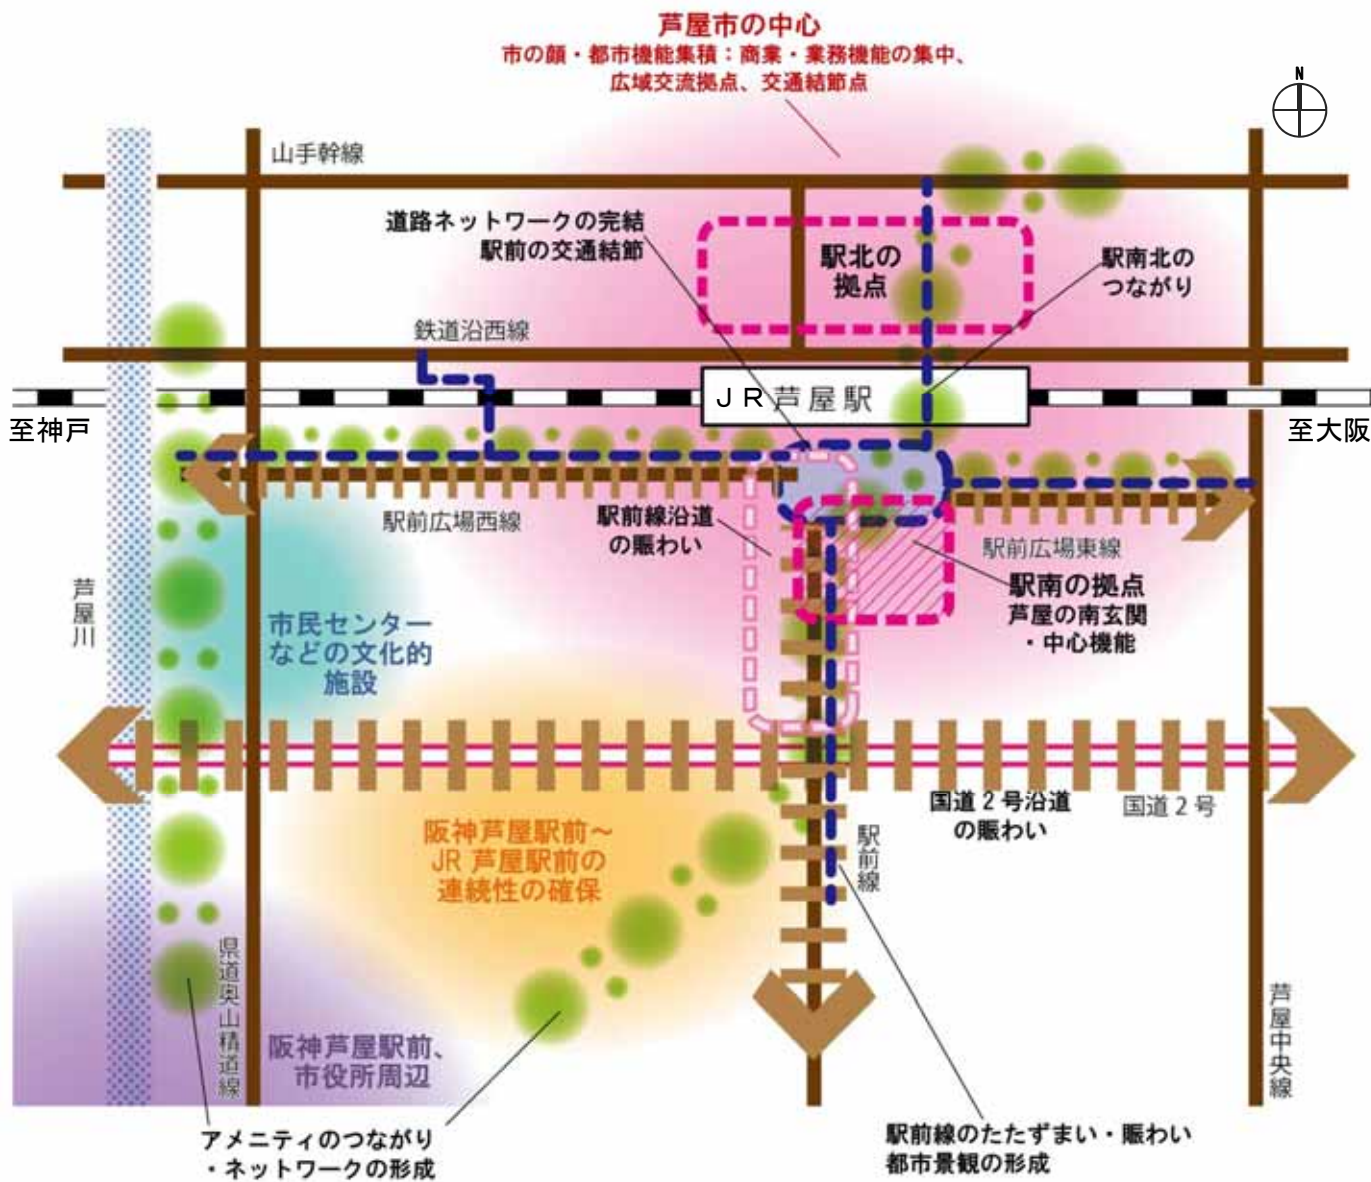 芦屋市の中心
市の顔・都市機能集積：商業・業務機能の集中、
広域交流拠点、交通結節点
N
山手幹線
道路ネットワークの完結
駅前の交通結節
駅北の
拠点
駅南北の
つながり
鉄道沿西線
ＪＲ芦屋駅
至神戸
至大阪
駅前広場西線
駅前線沿道
の賑わい
駅前広場東線
駅南の拠点
芦屋の南玄関
・中心機能
芦屋川
市民センター
などの文化的
施設
国道２号沿道
の賑わい
国道２号
阪神芦屋駅前～
JR 芦屋駅前の
連続性の確保
駅前線
県道奥山精道線
阪神芦屋駅前、
市役所周辺
芦屋中央線
アメニティのつながり
・ネットワークの形成
駅前線のたたずまい・賑わい
都市景観の形成